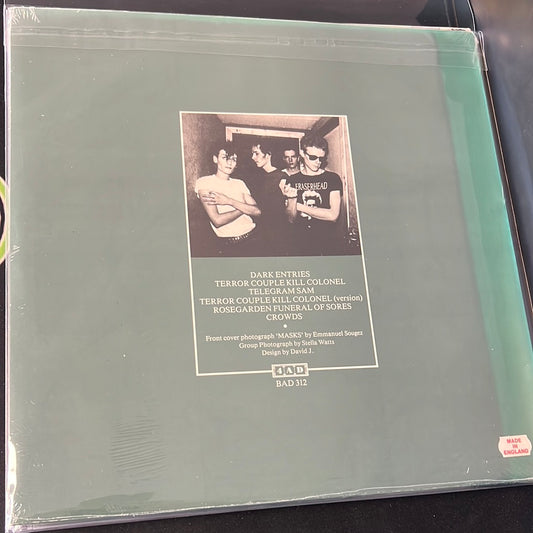 ERASERHEAD
DARK ENTRIES
TERROR COUPLE KILL COLONEL
TELEGRAM SAM
TERROR COUPLE KILL COLONEL (version)
ROSEGARDEN FUNERAL OF SORES
CROWDS
Front cover photograph 'MASKS' by Emmanuel Sougez
Group Photograph by Stella Watts
Design by David J.
4AD
BAD 312
MADE
IN
ENGLAND